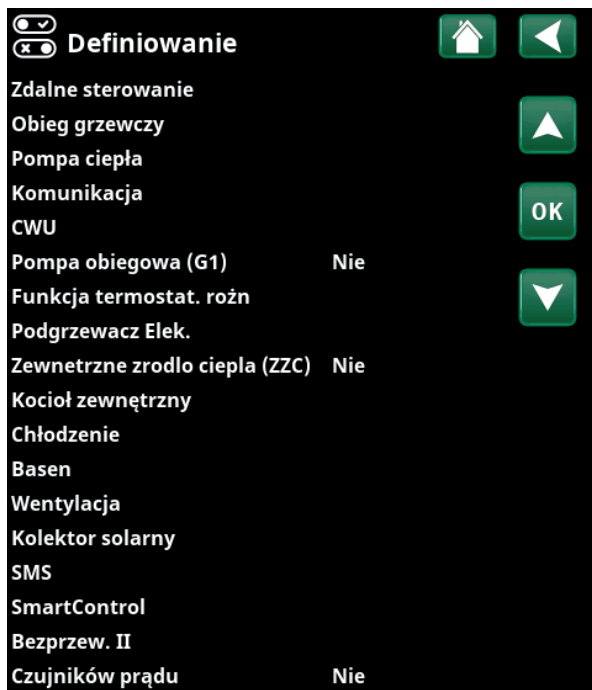 Definiowanie
Zdalne sterowanie
Obieg grzewczy
Pompa ciepła
Komunikacja
OK
CWU
Pompa obiegowa (G1) Nie
Funkcja termostat. rożn
Podgrzewacz Elek.
Zewnetrzne zrodlo ciepla (ZZC) Nie
Kocioł zewnętrzny
Chłodzenie
Basen
Wentylacja
Kolektor solarny
SMS
SmartControl
Bezprzew. II
Czujników prądu Nie